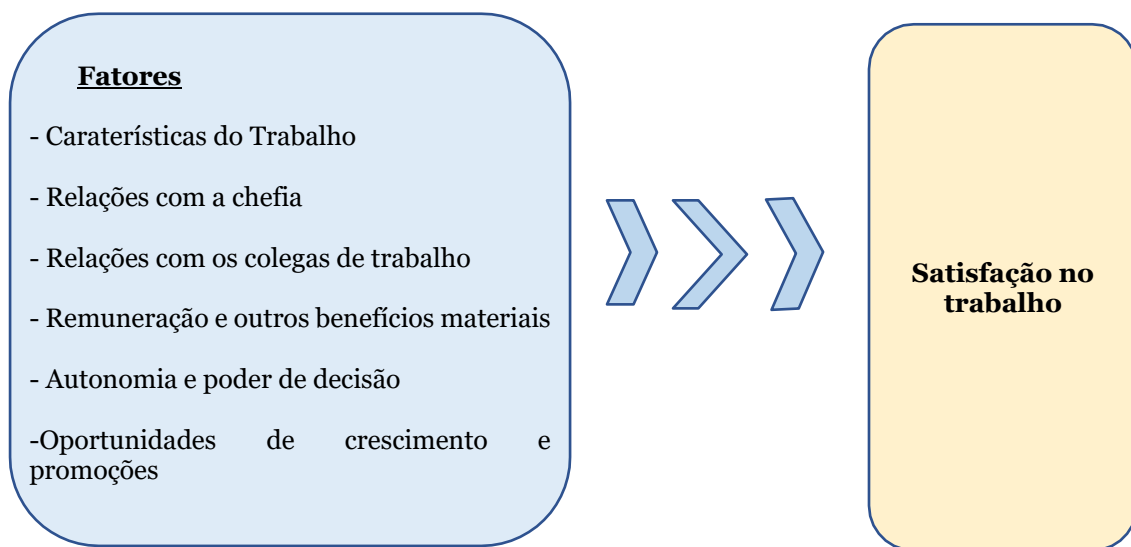 Fatores
- Caraterísticas do Trabalho
- Relações com a chefia
- Relações com os colegas de trabalho
- Remuneração e outros benefícios materiais
- Autonomia e poder de decisão
-Oportunidades de crescimento e
promoções
Satisfação no
trabalho